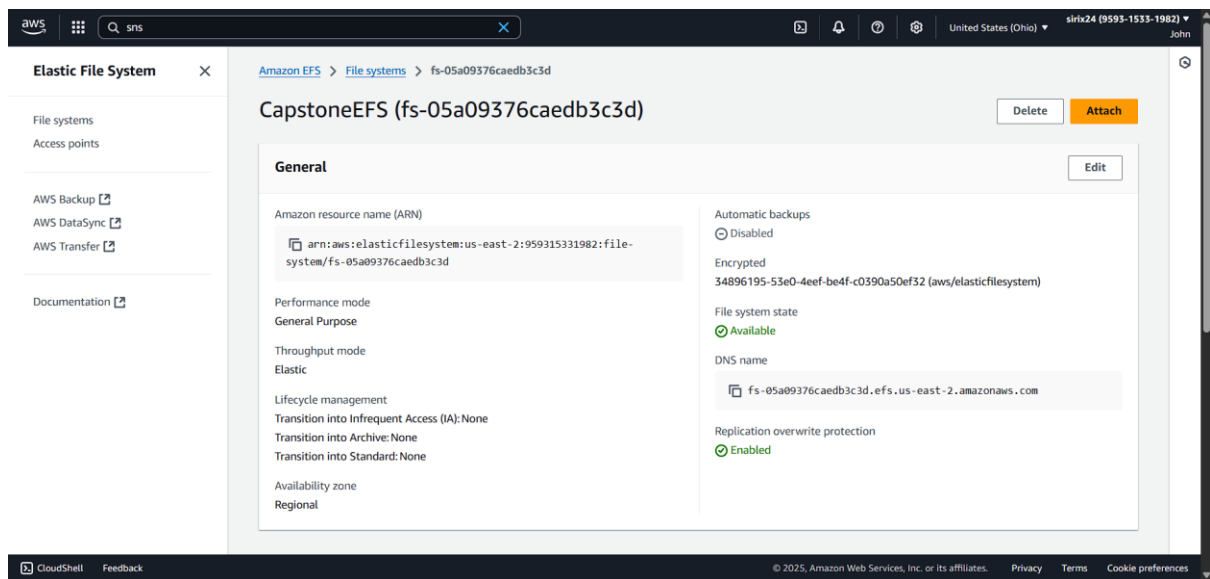 aws
sns
United States (Ohio) ▼
sirix24 (9593-1533-1982) ▼
John
Elastic File System
File systems
Access points
AWS Backup
AWS DataSync
AWS Transfer
Documentation
Amazon EFS > File systems > fs-05a09376caedb3c3d
CapstoneEFS (fs-05a09376caedb3c3d)
Delete
Attach
General
Edit
Amazon resource name (ARN)
arn:aws:elasticfilesystem:us-east-2:959315331982:file-
system/fs-05a09376caedb3c3d
Performance mode
General Purpose
Throughput mode
Elastic
Lifecycle management
Transition into Infrequent Access (IA): None
Transition into Archive: None
Transition into Standard: None
Availability zone
Regional
Automatic backups
Disabled
Encrypted
34896195-53e0-4eef-be4f-c0390a50ef32 (aws/elasticfilesystem)
File system state
Available
DNS name
fs-05a09376caedb3c3d.efs.us-east-2.amazonaws.com
Replication overwrite protection
Enabled
CloudShell
Feedback
© 2025, Amazon Web Services, Inc. or its affiliates.
Privacy
Terms
Cookie preferences